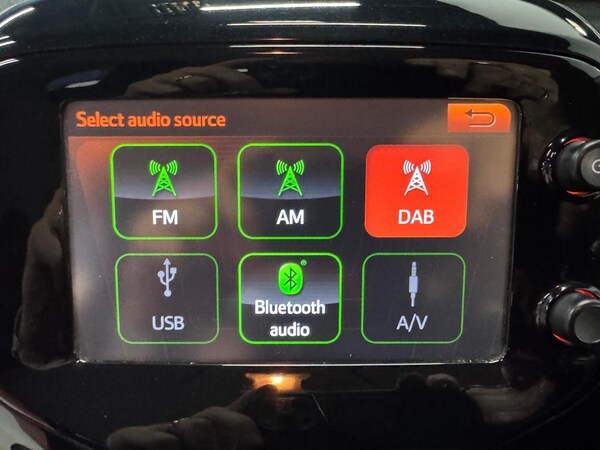 Select audio source
FM
AM
DAB
USB
Bluetooth
audio
A/V